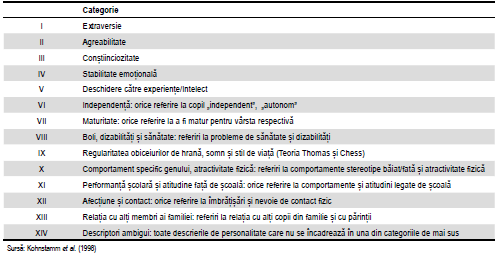 Categorie
I Extraversie
II Agreabilitate
III Conștiinciozitate
IV Stabilitate emoțională
V Deschidere către experiențe/Intelect
VI Independență: orice referire la copil „independent”, „autonom”
VII Maturitate: orice referire la a fi matur pentru vârsta respectivă
VIII Boli, dizabilități și sănătate: referiri la probleme de sănătate și dizabilități
IX Regularitatea obiceiurilor de hrană, somn și stil de viață (Teoria Thomas și Chess)
X Comportament specific genului, atractivitate fizică: referiri la comportamente stereotipe băiat/fată și atractivitate fizică
XI Performanță școlară și atitudine față de școală: orice referire la comportamente și atitudini legate de școală
XII Afecțiune și contact: orice referire la îmbrățișări și nevoie de contact fizic
XIII Relația cu alți membri ai familiei: referiri la relația cu alți copii din familie și cu părinții
XIV Descriptori ambigui: toate descrierile de personalitate care nu se încadrează în una din categoriile de mai sus
Sursă: Kohnstamm et al. (1998)